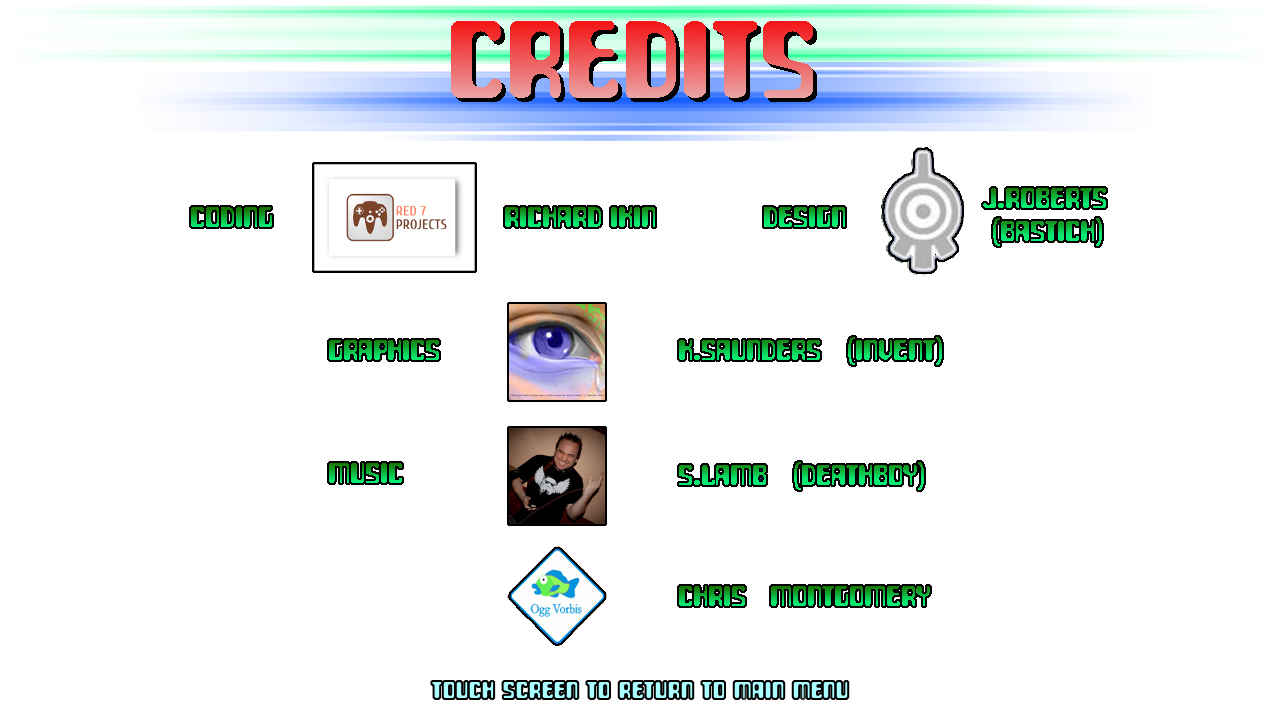 CREDITS
CODING
RED 7
PROJECTS
RICHARD IKIN
DESIGN
J.ROBERTS
(BASTICH)
GRAPHICS
K.SAUNDERS (INVENT)
MUSIC
S.LAMB (DEATHBOY)
Ogg Vorbis
CHRIS MONTGOMERY
TOUCH SCREEN TO RETURN TO MAIN MENU